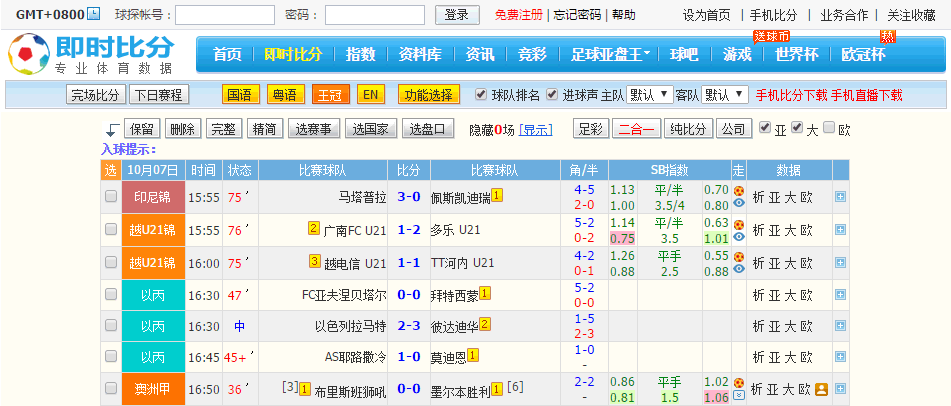 GMT+0800 球探帐号： 密码： 登录 免费注册 | 忘记密码 | 帮助 设为首页 | 手机比分 | 业务合作 | 关注收藏
送球币 热
即时比分 首页 即时比分 指数 资料库 资讯 竞彩 足球亚盘王 球吧 游戏 世界杯 欧冠杯
专业体育数据
完场比分 下日赛程 国语 粤语 王冠 EN 功能选择 球队排名 进球声 主队 默认 客队 默认 手机比分下载 手机直播下载
保留 删除 完整 精简 选赛事 选国家 选盘口 隐藏0场 [显示] 足彩 二合一 纯比分 公司 亚 大 欧
入球提示：
选 10月07日 时间 状态 比赛球队 比分 比赛球队 角/半 SB指数 走 数据
印尼锦 15:55 75' 马塔普拉 3-0 佩斯凯迪瑞 1 4-5 1.13 平/半 0.70 析 亚 大 欧
2-0 1.00 3.5/4 0.80
越U21锦 15:55 76' 2 广南FC U21 1-2 多乐 U21 5-2 1.14 平/半 0.63 析 亚 大 欧
0-2 0.75 3.5 1.01
越U21锦 16:00 75' 3 越电信 U21 1-1 TT河内 U21 4-2 1.26 平手 0.55 析 亚 大 欧
0-1 0.88 2.5 0.88
以丙 16:30 47' FC亚夫涅贝塔尔 0-0 拜特西蒙 1 5-2 析 亚 大 欧
0-0
以丙 16:30 中 以色列拉马特 2-3 彼达迪华 2 1-5 析 亚 大 欧
2-3
以丙 16:45 45+' AS耶路撒冷 1-0 莫迪恩 1 1-0 析 亚 大 欧
-
澳洲甲 16:50 36' [3] 1 布里斯班狮吼 0-0 墨尔本胜利 1 [6] 2-2 0.86 平手 1.02 析 亚 大 欧
- 0.81 1.5 1.06